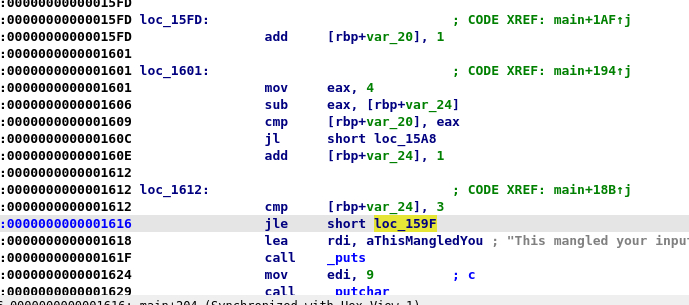 :00000000000015FD
:00000000000015FD loc_15FD: ; CODE XREF: main+1AF↑j
:00000000000015FD add [rbp+var_20], 1
:0000000000001601
:0000000000001601 loc_1601: ; CODE XREF: main+194↑j
:0000000000001601 mov eax, 4
:0000000000001606 sub eax, [rbp+var_24]
:0000000000001609 cmp [rbp+var_20], eax
:000000000000160C jl short loc_15A8
:000000000000160E add [rbp+var_24], 1
:0000000000001612
:0000000000001612 loc_1612: ; CODE XREF: main+18B↑j
:0000000000001612 cmp [rbp+var_24], 3
:0000000000001616 jle short loc_159F
:0000000000001618 lea rdi, aThisMangledYou ; "This mangled your input
:000000000000161F call _puts
:0000000000001624 mov edi, 9 ; c
:0000000000001629 call _putchar
0000000000001616: main+204 (Synchronized with Hex View-1)